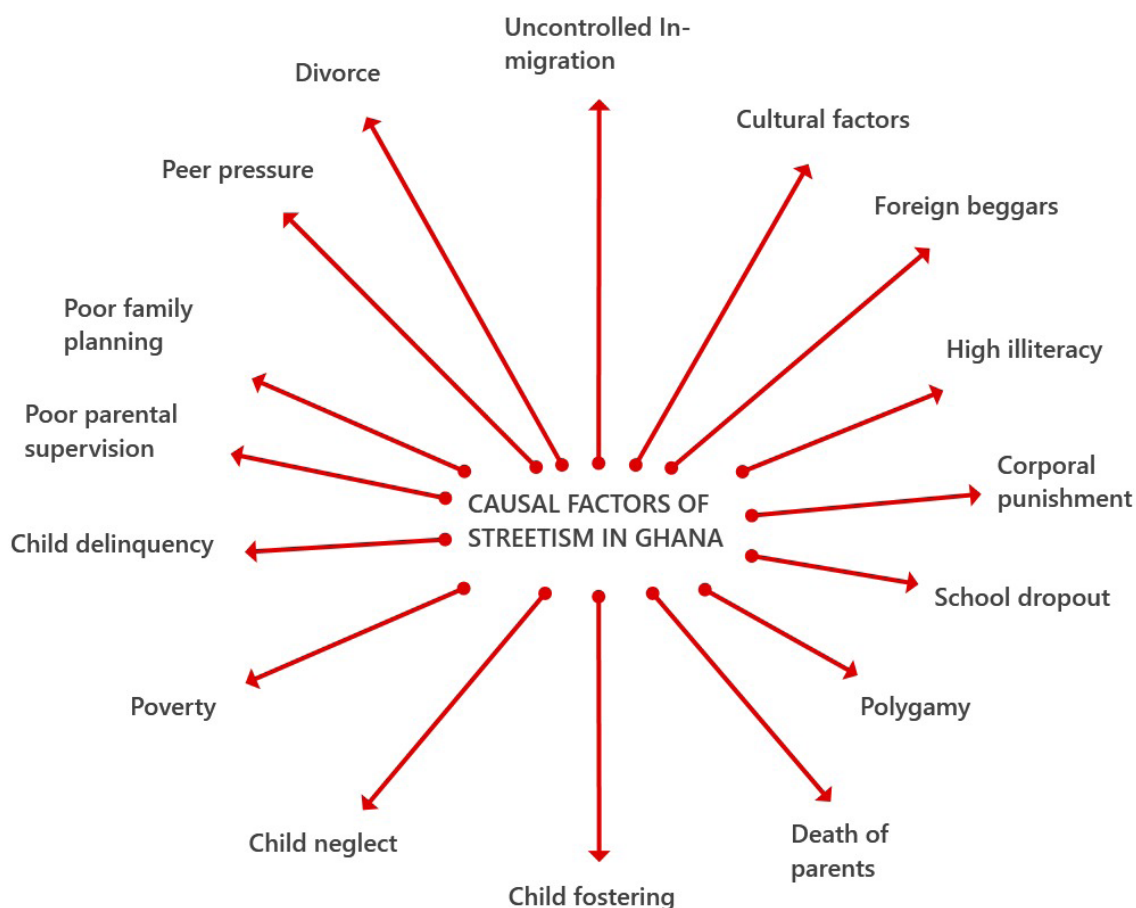 Uncontrolled In-
migration
Divorce
Cultural factors
Peer pressure
Foreign beggars
Poor family
planning
High illiteracy
Poor parental
supervision
Corporal
punishment
CAUSAL FACTORS OF
STREETISM IN GHANA
Child delinquency
School dropout
Poverty
Polygamy
Child neglect
Death of
parents
Child fostering